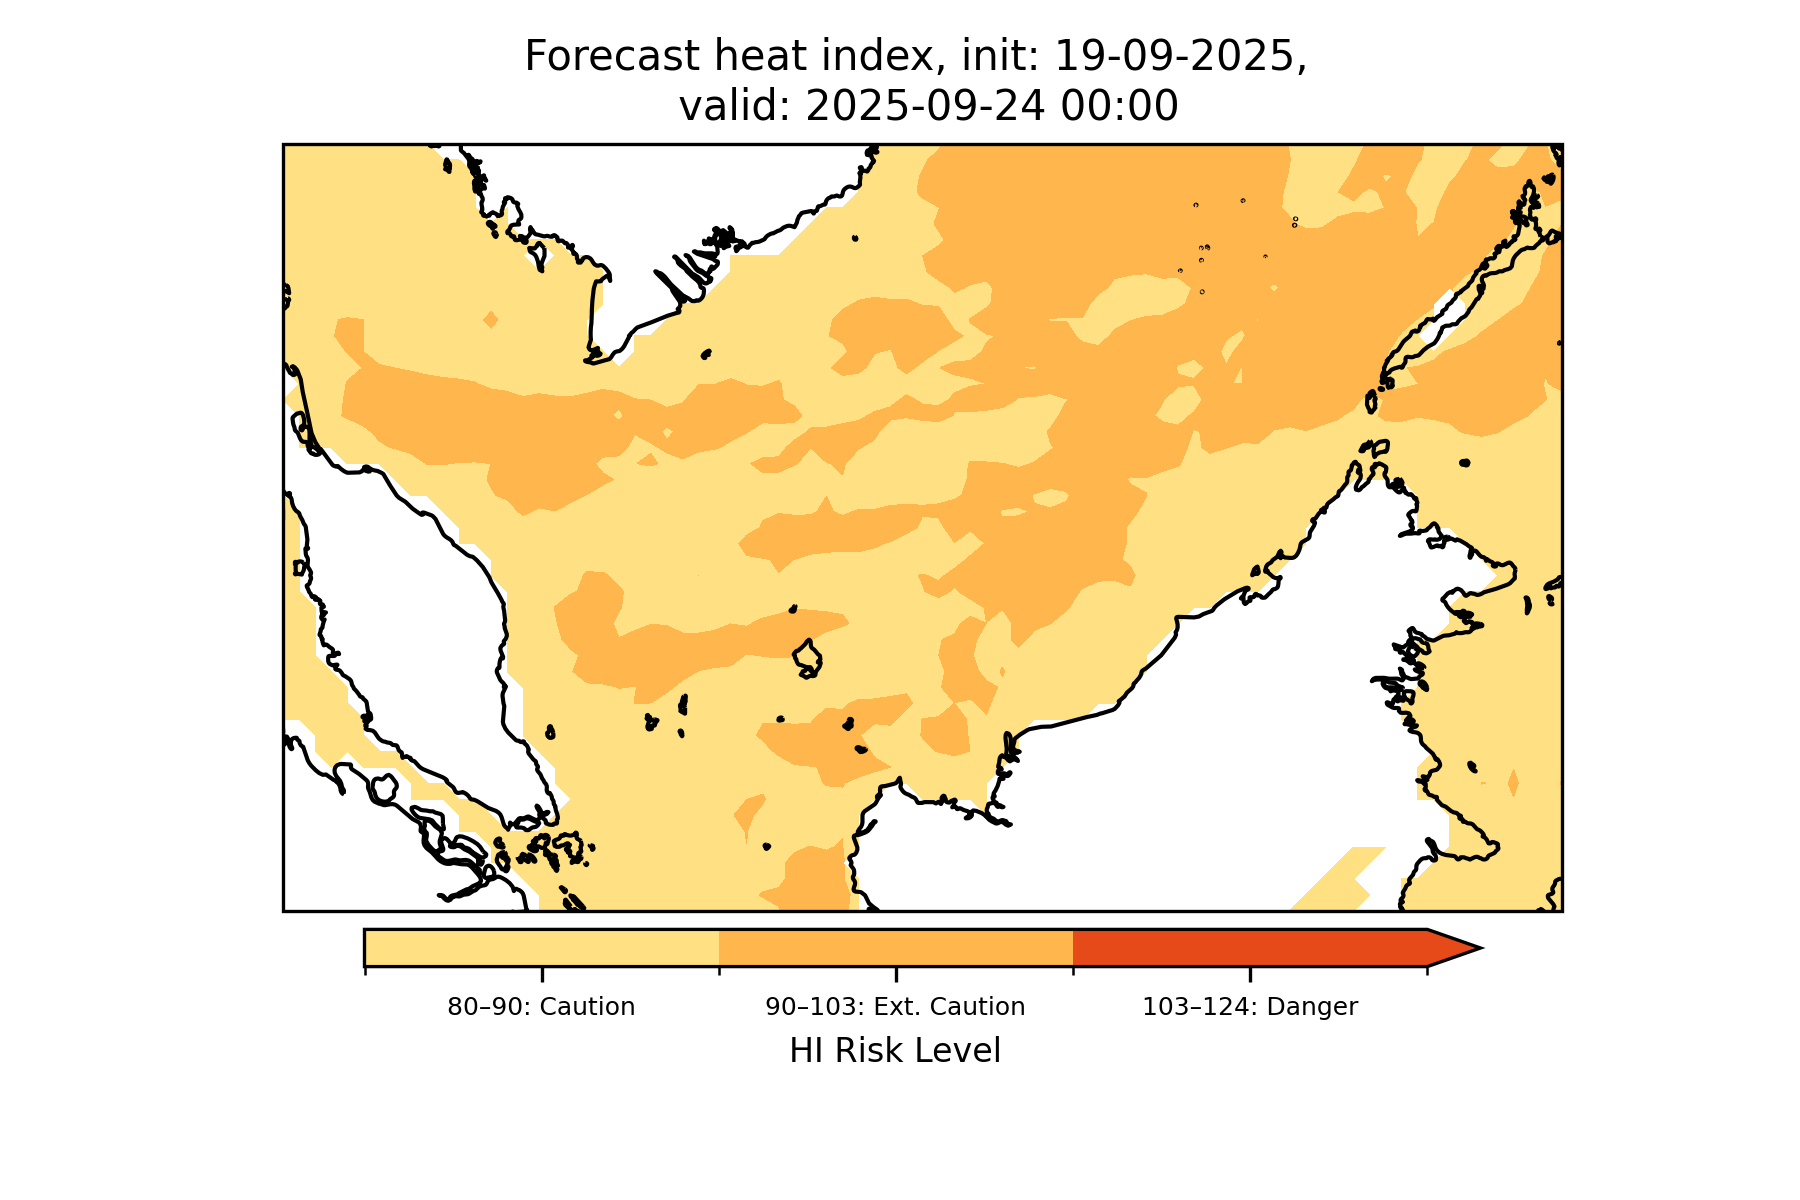 Forecast heat index, init: 19-09-2025,
valid: 2025-09-24 00:00
80–90: Caution
90–103: Ext. Caution
103–124: Danger
HI Risk Level